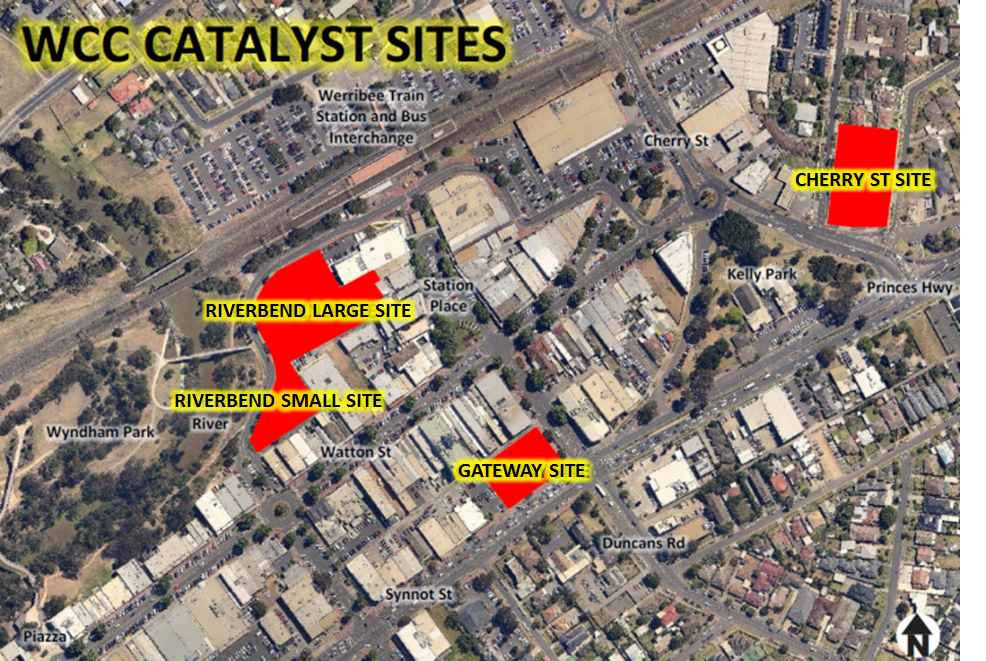 WCC CATALYST SITES
Werribee Train
Station and Bus
Interchange
Cherry St
CHERRY ST SITE
Kelly Park
Princes Hwy
Station
Place
RIVERBEND LARGE SITE
RIVERBEND SMALL SITE
River
Wyndham Park
Watton St
GATEWAY SITE
Duncans Rd
Synnot St
Piazza
N